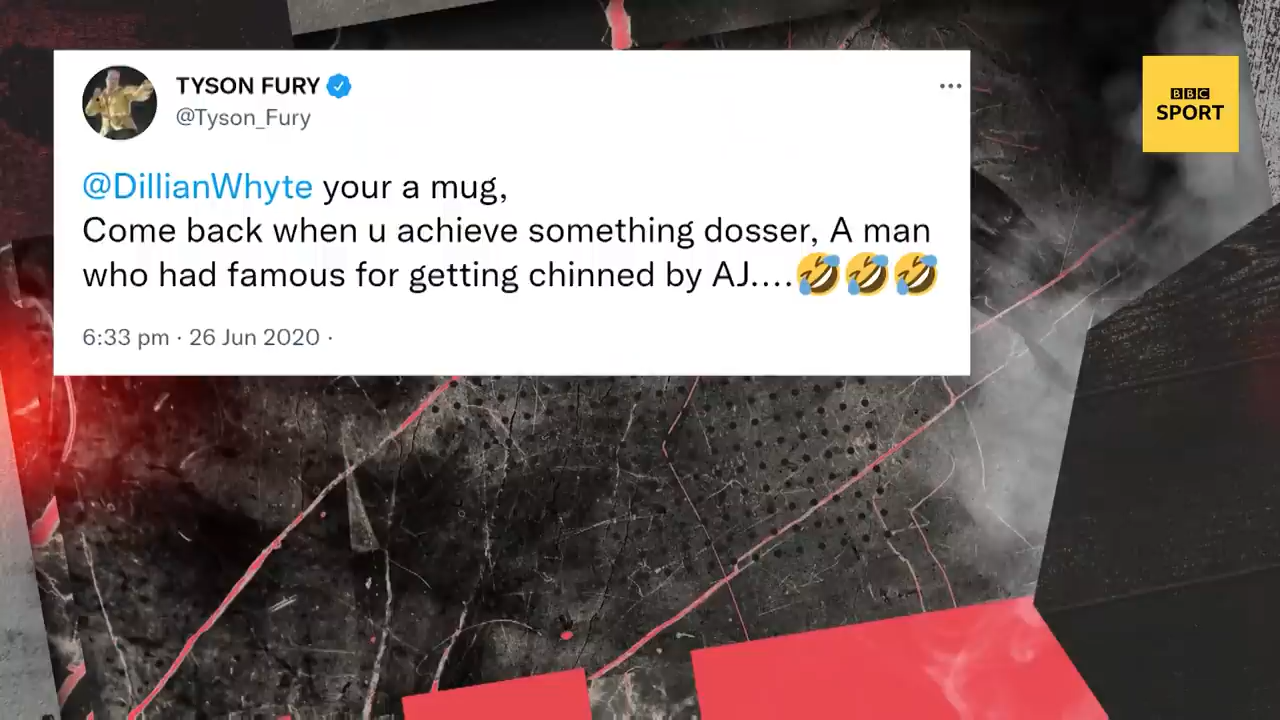 TYSON FURY
@Tyson_Fury
@DillianWhyte your a mug,
Come back when u achieve something dosser, A man
who had famous for getting chinned by AJ....🤣🤣🤣
6:33 pm · 26 Jun 2020 ·
BBC
SPORT